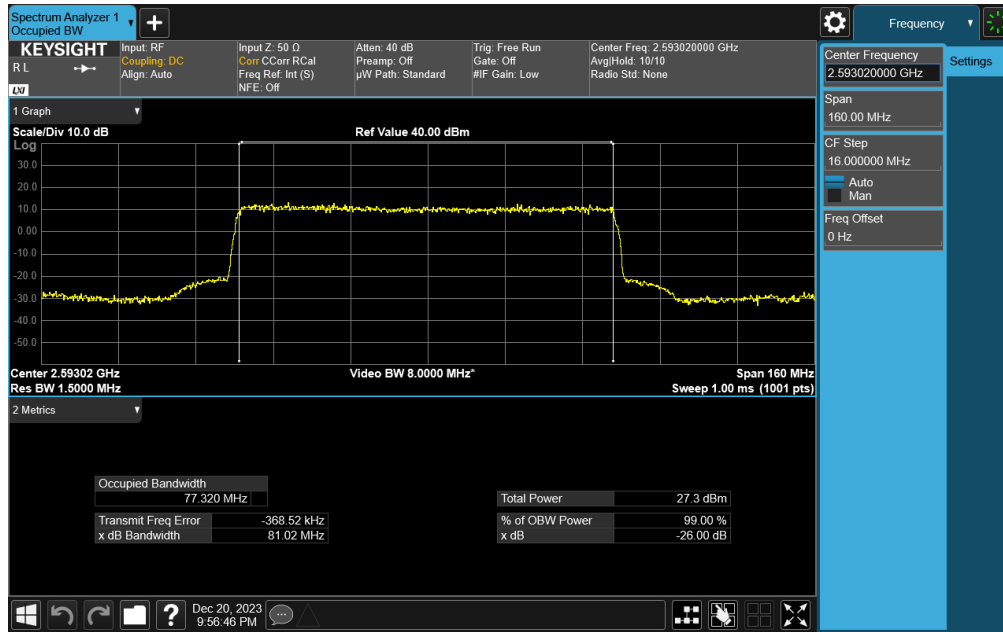 Spectrum Analyzer 1
Occupied BW
Frequency
KEYSIGHT
R L
LXI
Input: RF
Coupling: DC
Align: Auto
Input Z: 50 Ω
Corr CCorr RCal
Freq Ref: Int (S)
NFE: Off
Atten: 40 dB
Preamp: Off
µW Path: Standard
Trig: Free Run
Gate: Off
#IF Gain: Low
Center Freq: 2.593020000 GHz
Avg|Hold: 10/10
Radio Std: None
Center Frequency
2.593020000 GHz
Settings
Span
160.00 MHz
CF Step
16.000000 MHz
Auto
Man
Freq Offset
0 Hz
1 Graph
Scale/Div 10.0 dB
Ref Value 40.00 dBm
Log
30.0
20.0
10.0
0.00
-10.0
-20.0
-30.0
-40.0
-50.0
Center 2.59302 GHz
Video BW 8.0000 MHz*
Span 160 MHz
Res BW 1.5000 MHz
Sweep 1.00 ms (1001 pts)
2 Metrics
Occupied Bandwidth
77.320 MHz
Total Power 27.3 dBm
Transmit Freq Error -368.52 kHz
% of OBW Power 99.00 %
x dB Bandwidth 81.02 MHz
x dB -26.00 dB
?
Dec 20, 2023
9:56:46 PM